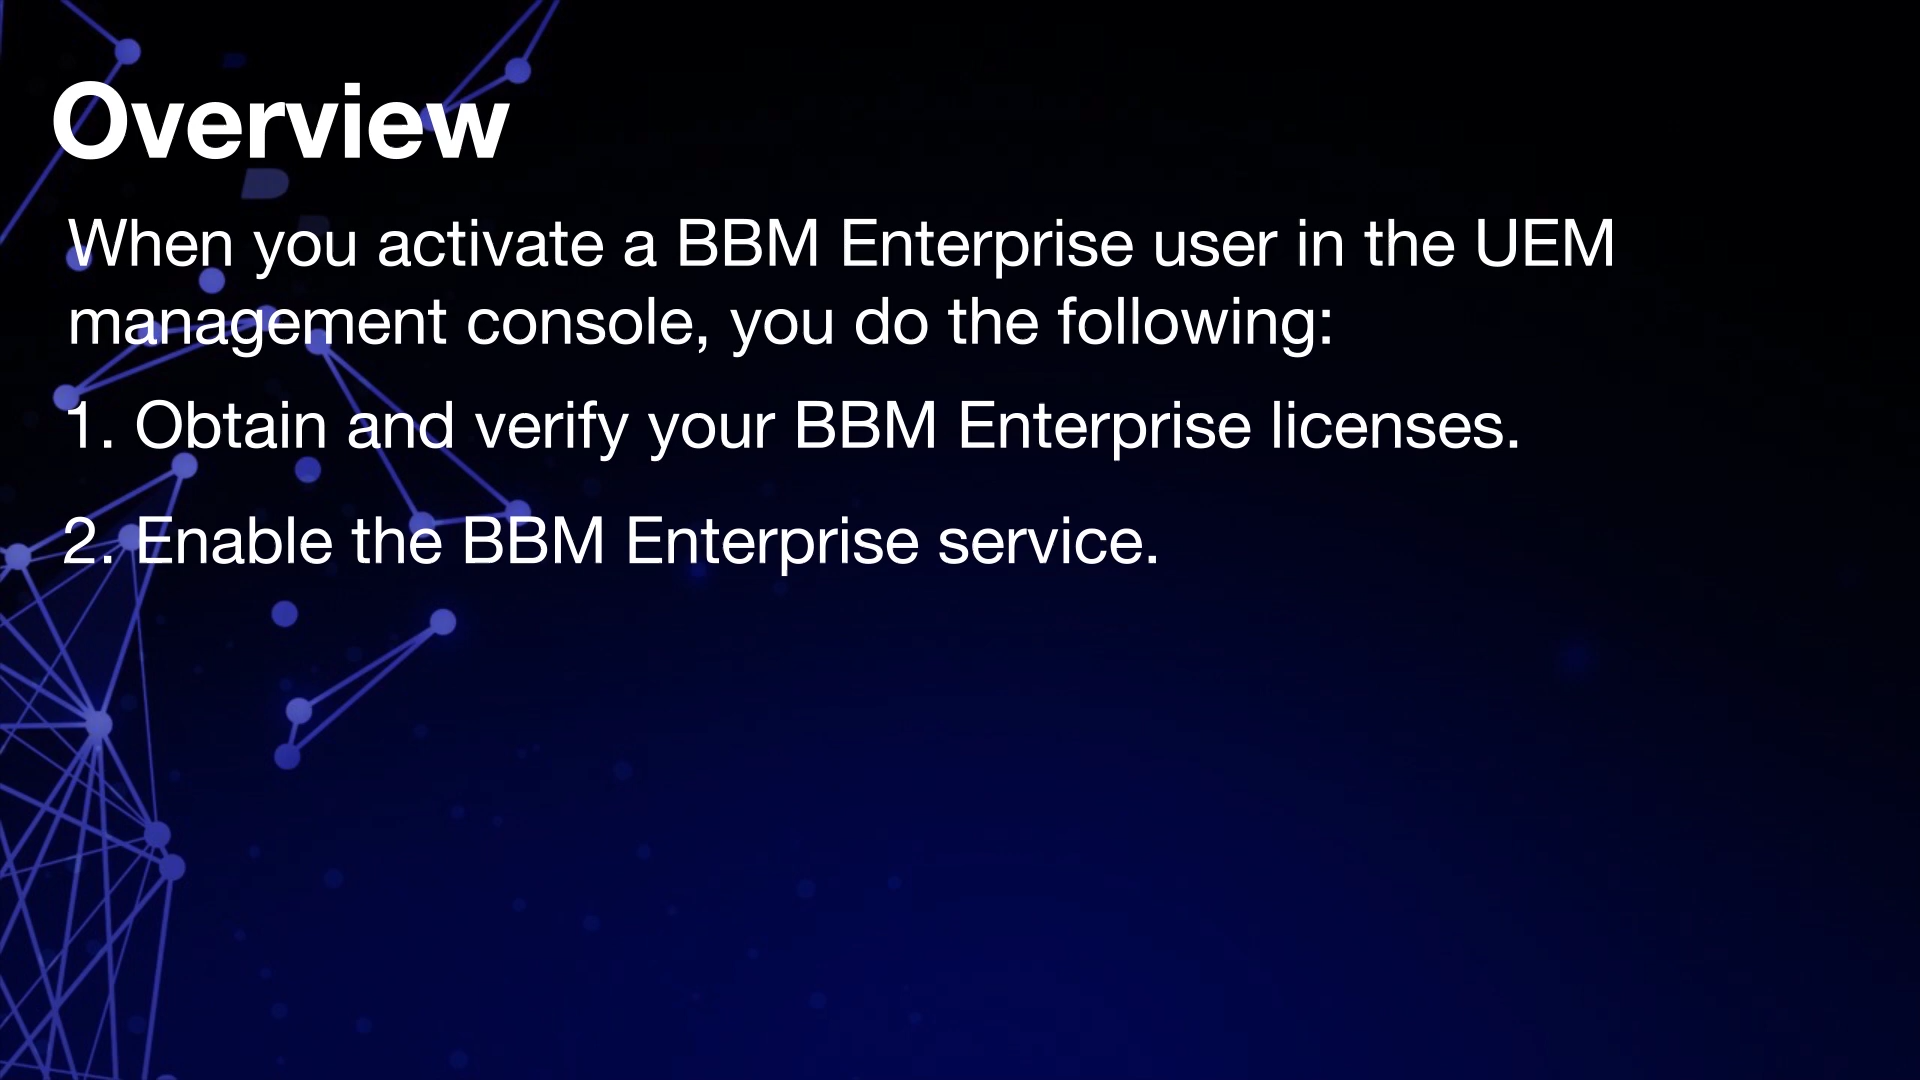 Overview
When you activate a BBM Enterprise user in the UEM
management console, you do the following:
1. Obtain and verify your BBM Enterprise licenses.
2. Enable the BBM Enterprise service.